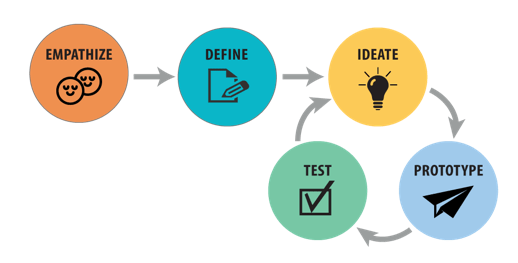 EMPATHIZE
DEFINE
IDEATE
PROTOTYPE
TEST